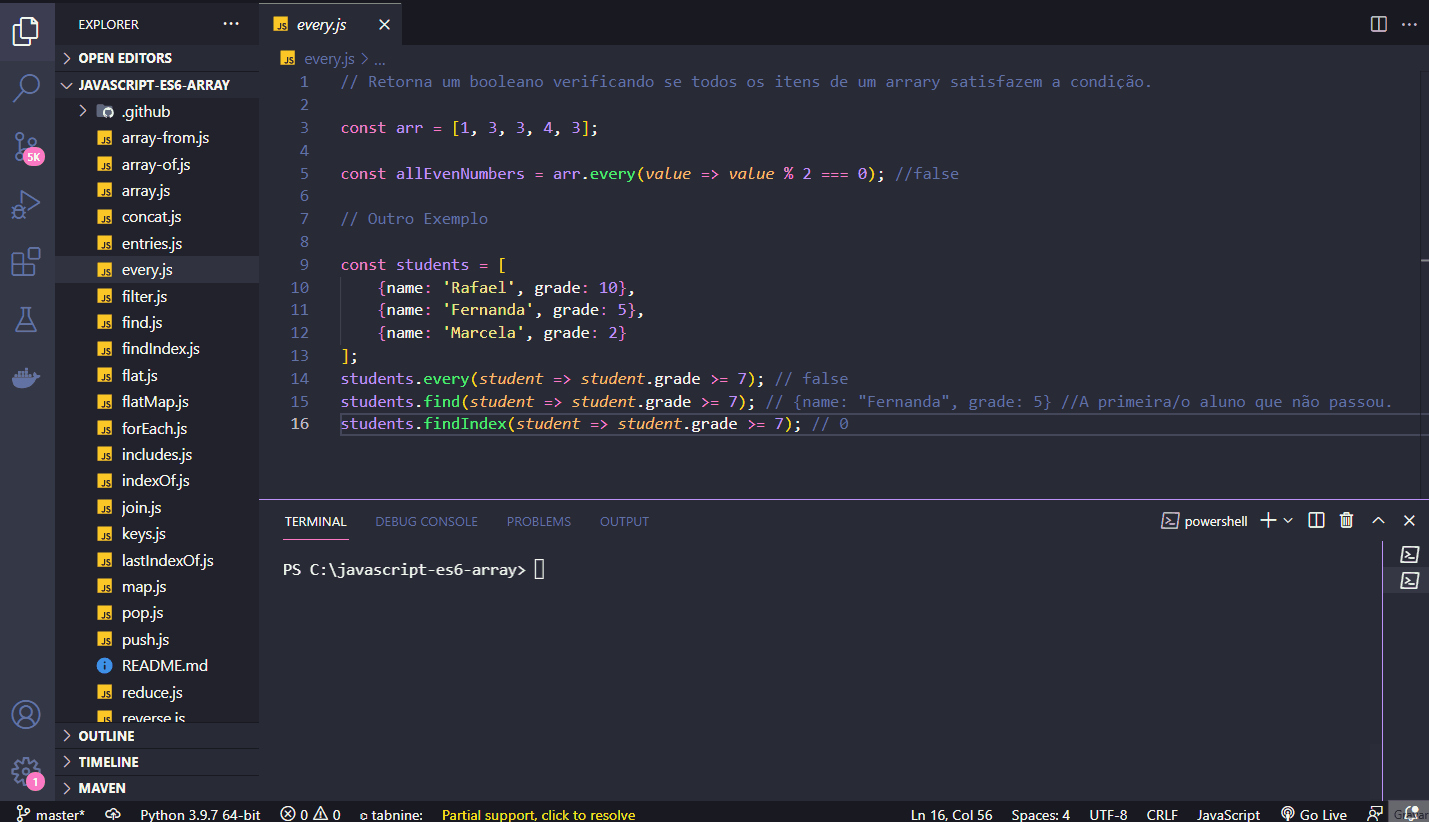 EXPLORER
OPEN EDITORS
JAVASCRIPT-ES6-ARRAY
.github
array-from.js
array-of.js
array.js
concat.js
entries.js
every.js
filter.js
find.js
findIndex.js
flat.js
flatMap.js
forEach.js
includes.js
indexOf.js
join.js
keys.js
lastIndexOf.js
map.js
pop.js
push.js
README.md
reduce.js
reverse.js
OUTLINE
TIMELINE
MAVEN
5K
1
JS every.js
JS every.js > ...
1 // Retorna um booleano verificando se todos os itens de um arrary satisfazem a condição.
2
3 const arr = [1, 3, 3, 4, 3];
4
5 const allEvenNumbers = arr.every(value => value % 2 === 0); //false
6
7 // Outro Exemplo
8
9 const students = [
10 {name: 'Rafael', grade: 10},
11 {name: 'Fernanda', grade: 5},
12 {name: 'Marcela', grade: 2}
13 ];
14 students.every(student => student.grade >= 7); // false
15 students.find(student => student.grade >= 7); // {name: "Fernanda", grade: 5} //A primeira/o aluno que não passou.
16 students.findIndex(student => student.grade >= 7); // 0
TERMINAL DEBUG CONSOLE PROBLEMS OUTPUT powershell
PS C:\javascript-es6-array>
master* Python 3.9.7 64-bit 0 0 tabnine: Partial support, click to resolve Ln 16, Col 56 Spaces: 4 UTF-8 CRLF JavaScript Go Live